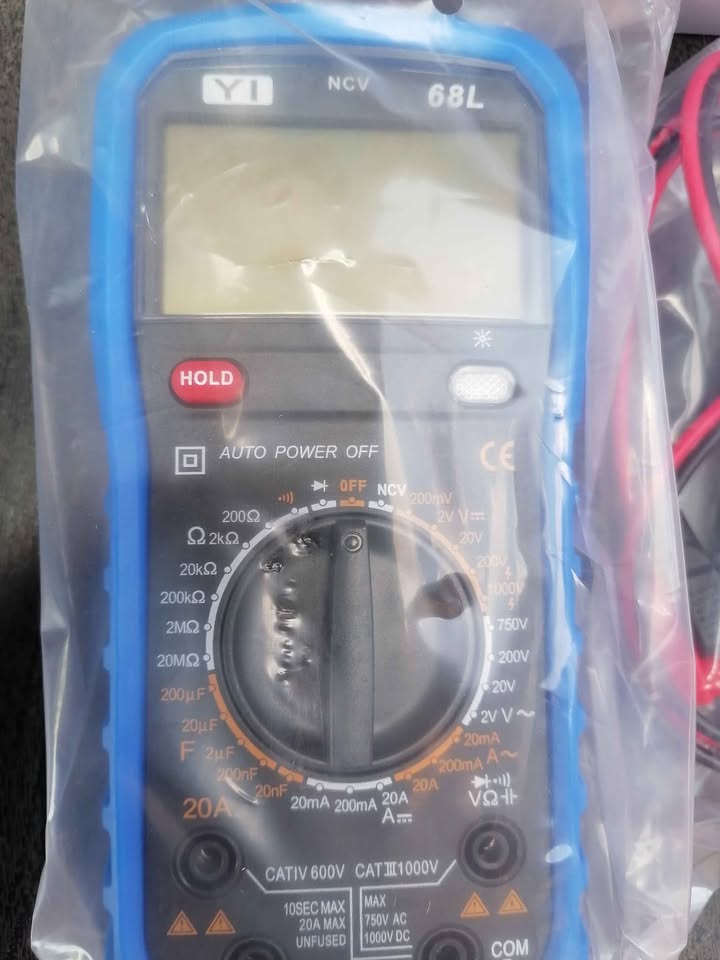 YI NCV 68L
HOLD
AUTO POWER OFF CE
OFF NCV
200mV
2V V⎓
20V
200V
1000V
750V
200V
20V
2V V~
20mA
200mA A~
20A
200Ω
Ω 2kΩ
20kΩ
200kΩ
2MΩ
20MΩ
200µF
20µF
F 2µF
200nF
20nF
20mA 200mA 20A
A⎓
20A
VΩ
CATIV 600V CATⅢ1000V
10SEC MAX
20A MAX
UNFUSED
MAX
750V AC
1000V DC
COM